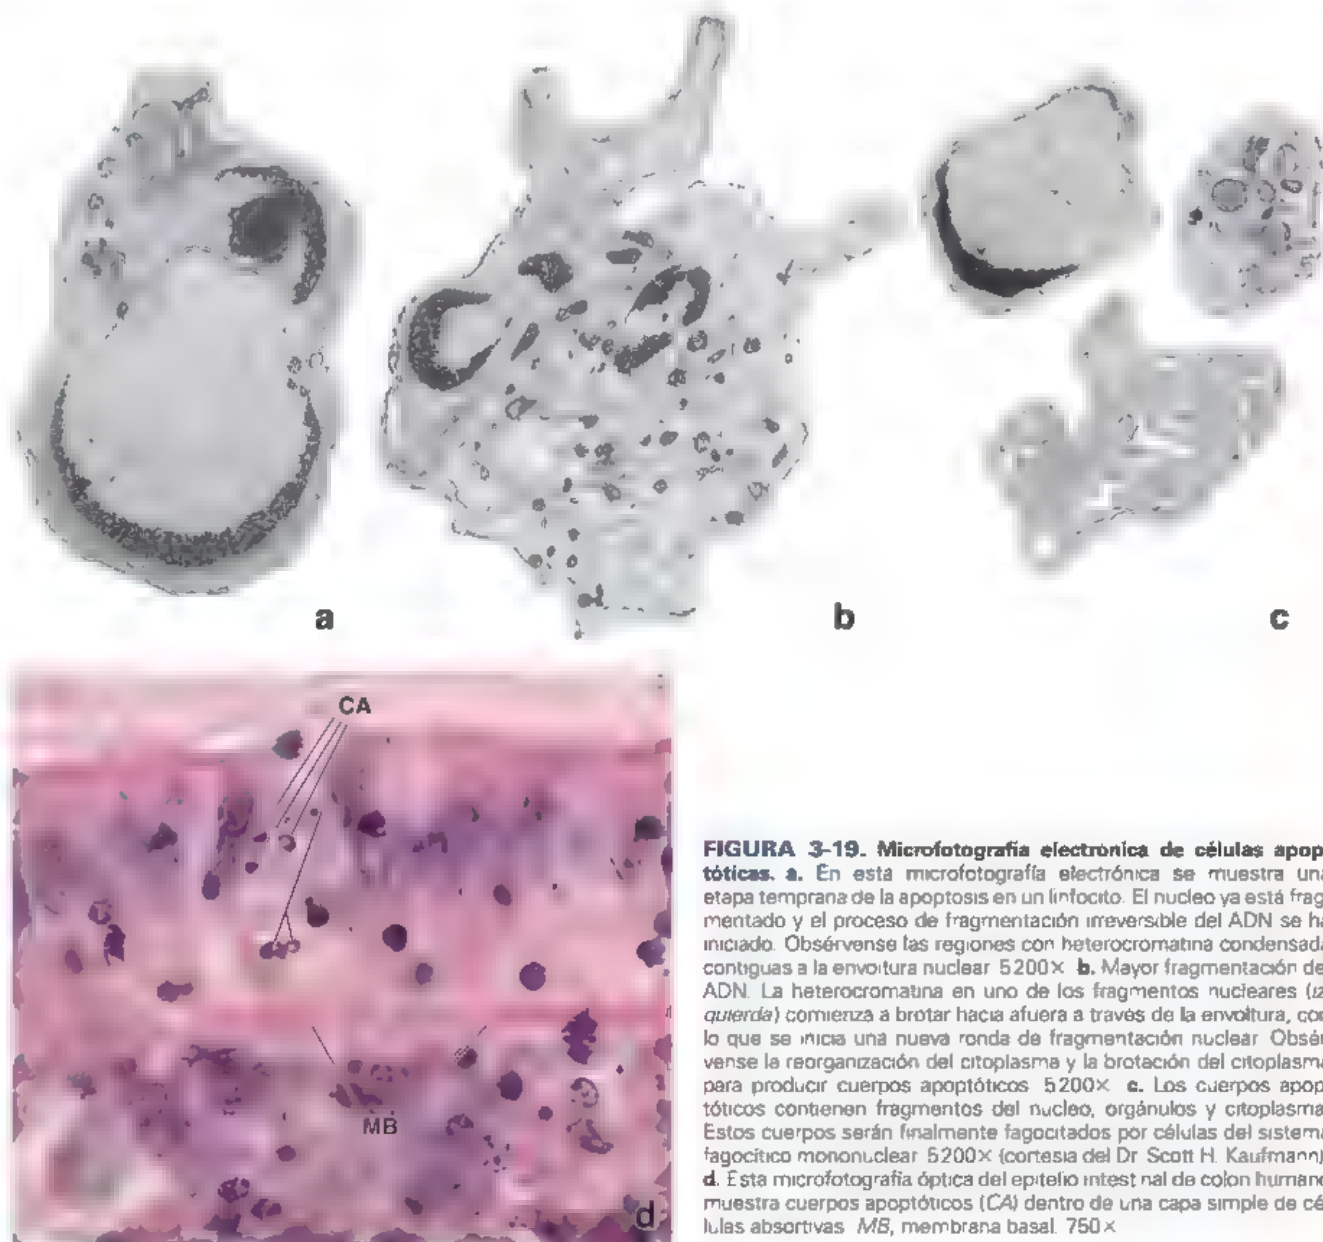 a
b
c
CA
MB
d
FIGURA 3-19. Microfotografía electrónica de células apop
tóticas. a. En esta microfotografía electrónica se muestra una
etapa temprana de la apoptosis en un linfocito. El nucleo ya está frag
mentado y el proceso de fragmentación irreversible del ADN se ha
iniciado. Obsérvense las regiones con heterocromatina condensada
contiguas a la envoltura nuclear 5200× b. Mayor fragmentación de
ADN. La heterocromatina en uno de los fragmentos nucleares (iz
quierda) comienza a brotar hacia afuera a través de la envoltura, con
lo que se inicia una nueva ronda de fragmentación nuclear Obsér
vense la reorganización del citoplasma y la brotación del citoplasma
para producir cuerpos apoptóticos 5200× c. Los cuerpos apop
tóticos contienen fragmentos del nucleo, orgánulos y citoplasma
Estos cuerpos serán finalmente fagocitados por células del sistema
fagocítico mononuclear 5200× (cortesia del Dr Scott H. Kaufmann)
d. Esta microfotografía óptica del epitelio intestinal de colon humano
muestra cuerpos apoptóticos (CA) dentro de una capa simple de cé
lulas absortivas MB, membrana basal. 750×